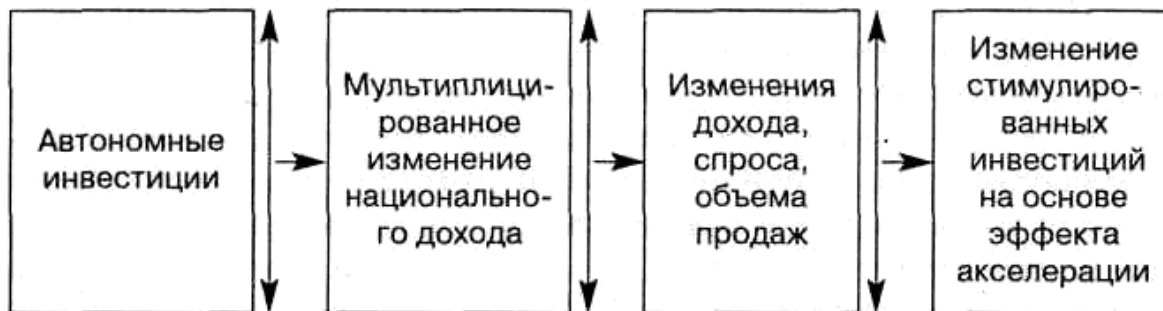 Автономные
инвестиции
Мультиплици-
рованное
изменение
национально-
го дохода
Изменения
дохода,
спроса,
объема
продаж
Изменение
стимулиро-
ванных
инвестиций
на основе
эффекта
акселерации